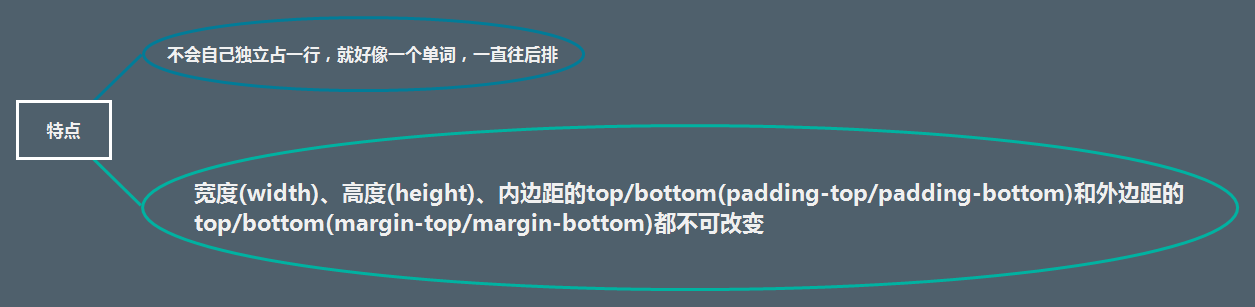 不会自己独立占一行，就好像一个单词，一直往后排
特点
宽度(width)、高度(height)、内边距的top/bottom(padding-top/padding-bottom)和外边距的
top/bottom(margin-top/margin-bottom)都不可改变